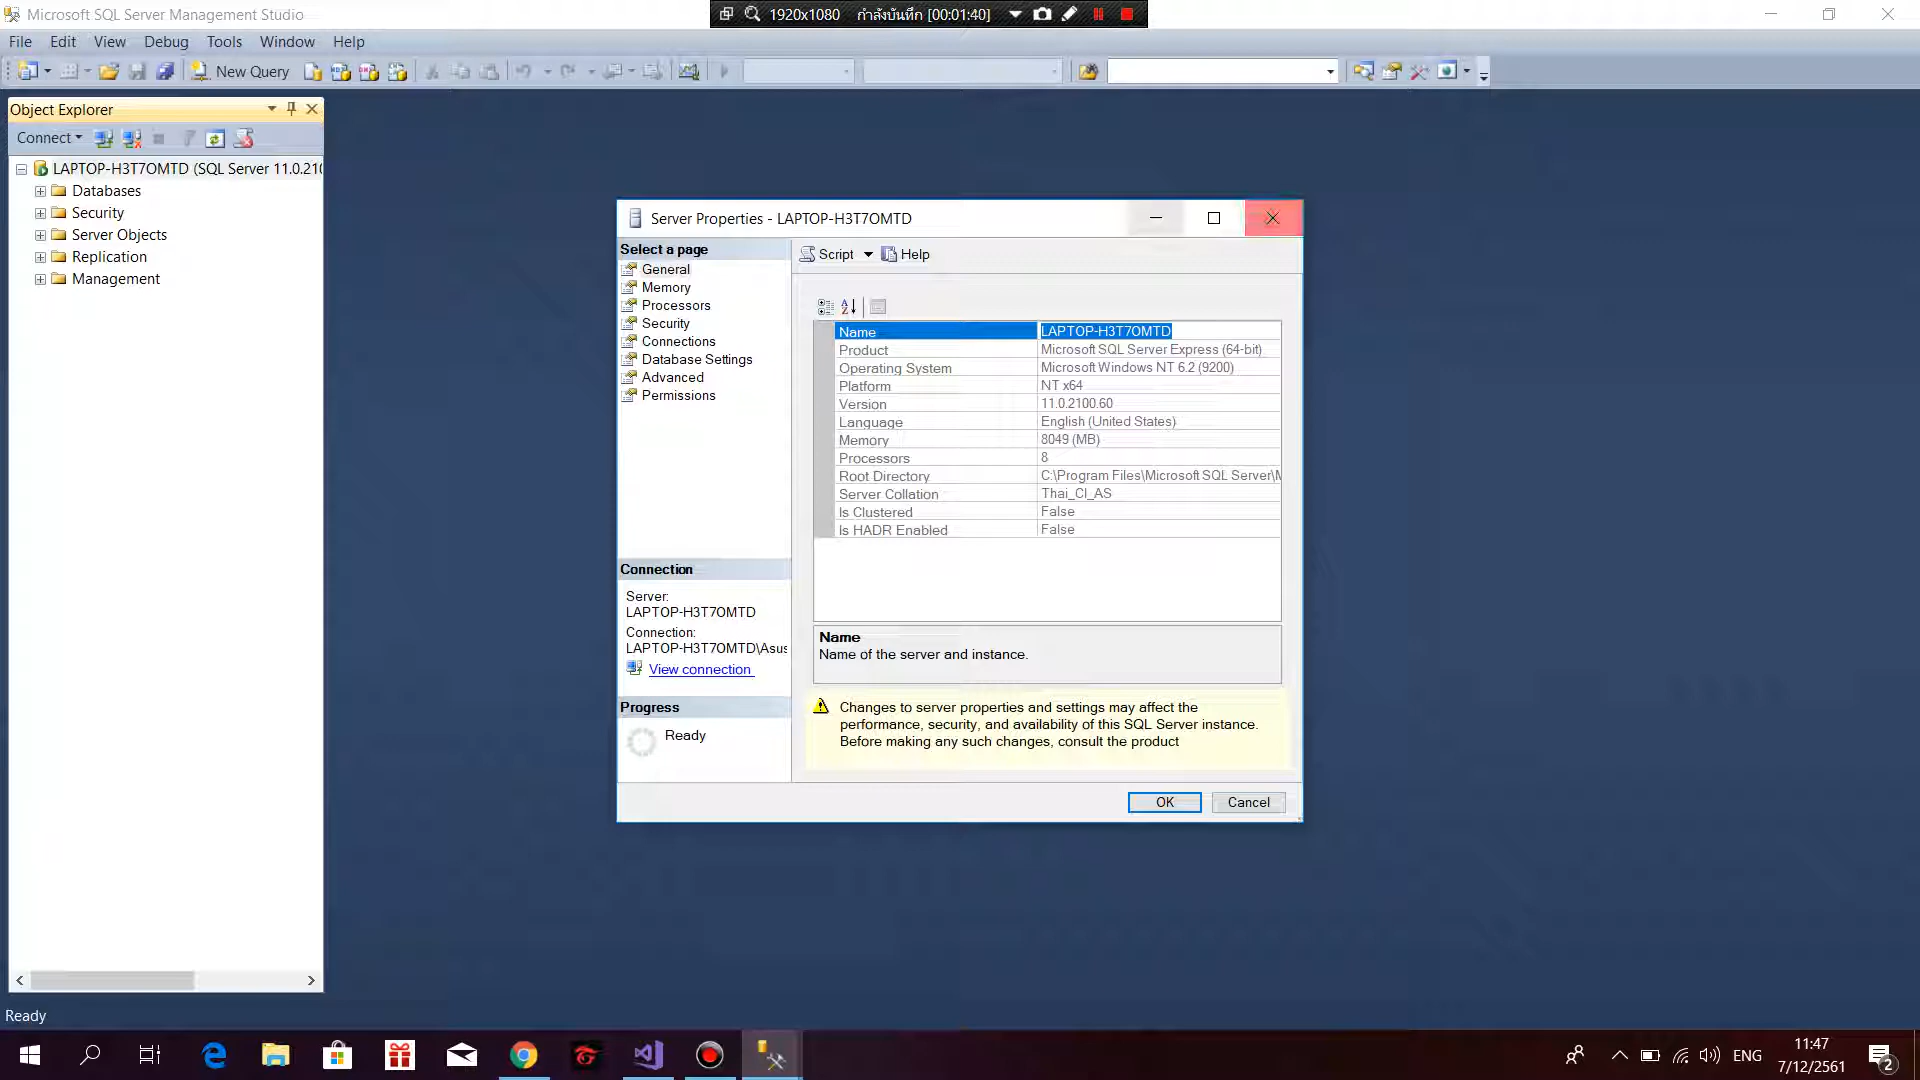 Microsoft SQL Server Management Studio
1920x1080 กำลังบันทึก [00:01:40]
File Edit View Debug Tools Window Help
New Query
Object Explorer
Connect
LAPTOP-H3T7OMTD (SQL Server 11.0.210
Databases
Security
Server Objects
Replication
Management
Server Properties - LAPTOP-H3T7OMTD
Select a page
General
Memory
Processors
Security
Connections
Database Settings
Advanced
Permissions
Script Help
Name LAPTOP-H3T7OMTD
Product Microsoft SQL Server Express (64-bit)
Operating System Microsoft Windows NT 6.2 (9200)
Platform NT x64
Version 11.0.2100.60
Language English (United States)
Memory 8049 (MB)
Processors 8
Root Directory C:\Program Files\Microsoft SQL Server\M
Server Collation Thai_CI_AS
Is Clustered False
Is HADR Enabled False
Connection
Server:
LAPTOP-H3T7OMTD
Connection:
LAPTOP-H3T7OMTD\Asus
View connection
Progress
Ready
Name
Name of the server and instance.
Changes to server properties and settings may affect the
performance, security, and availability of this SQL Server instance.
Before making any such changes, consult the product
OK Cancel
Ready
ENG
11:47
7/12/2561
2